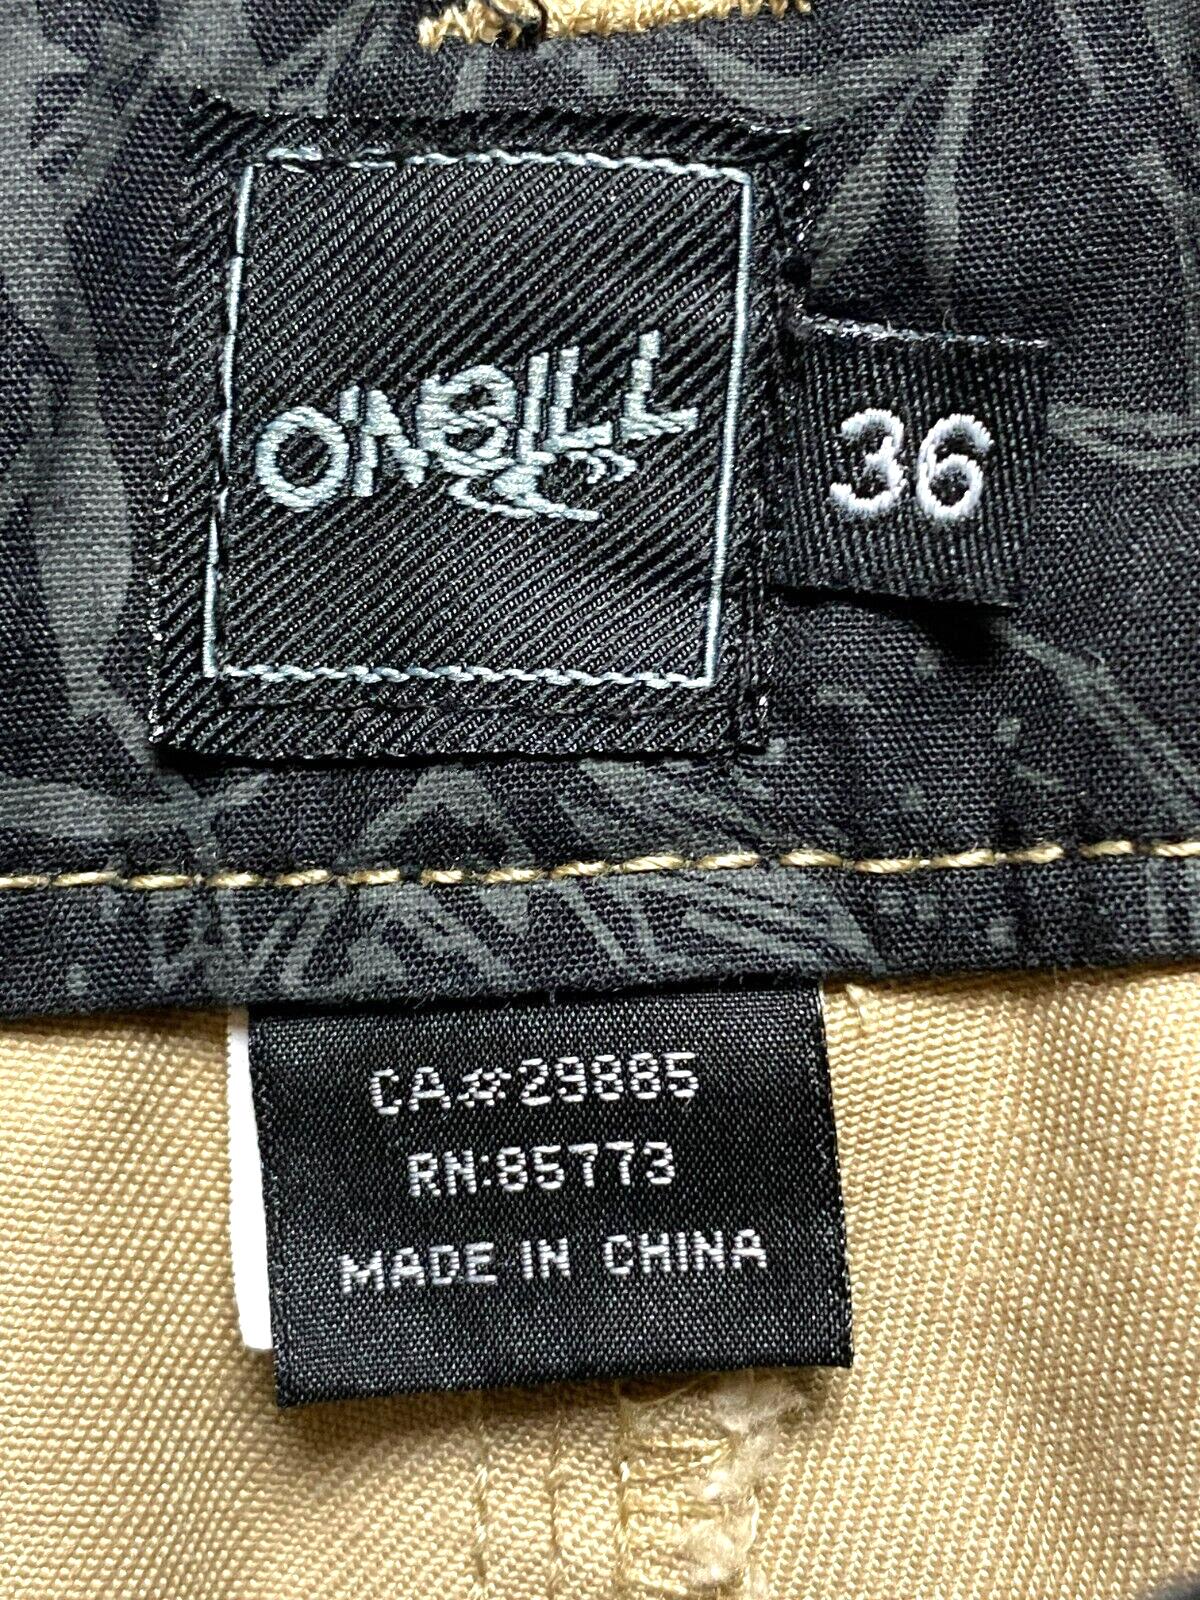 O'NEILL
36
CA#29885
RN:85773
MADE IN CHINA